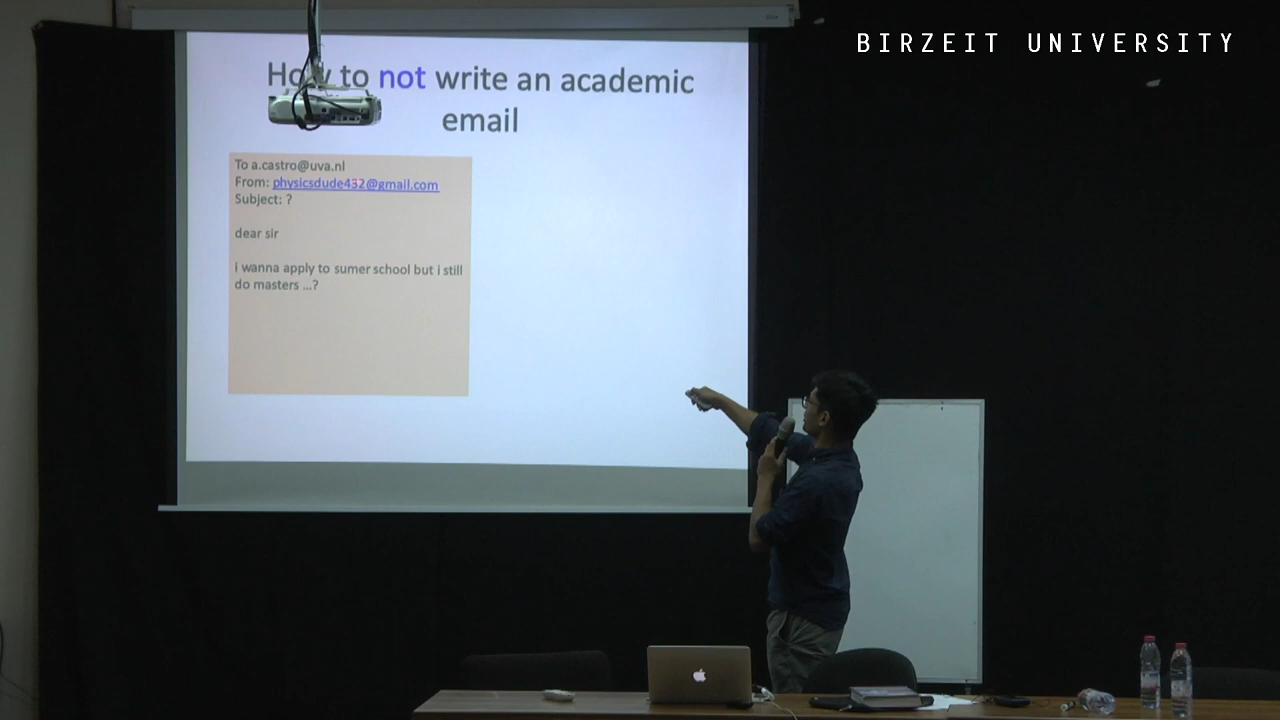 BIRZEIT UNIVERSITY
How to not write an academic
email
To a.castro@uva.nl
From: physicsdude432@gmail.com
Subject: ?
dear sir
i wanna apply to sumer school but i still
do masters ...?